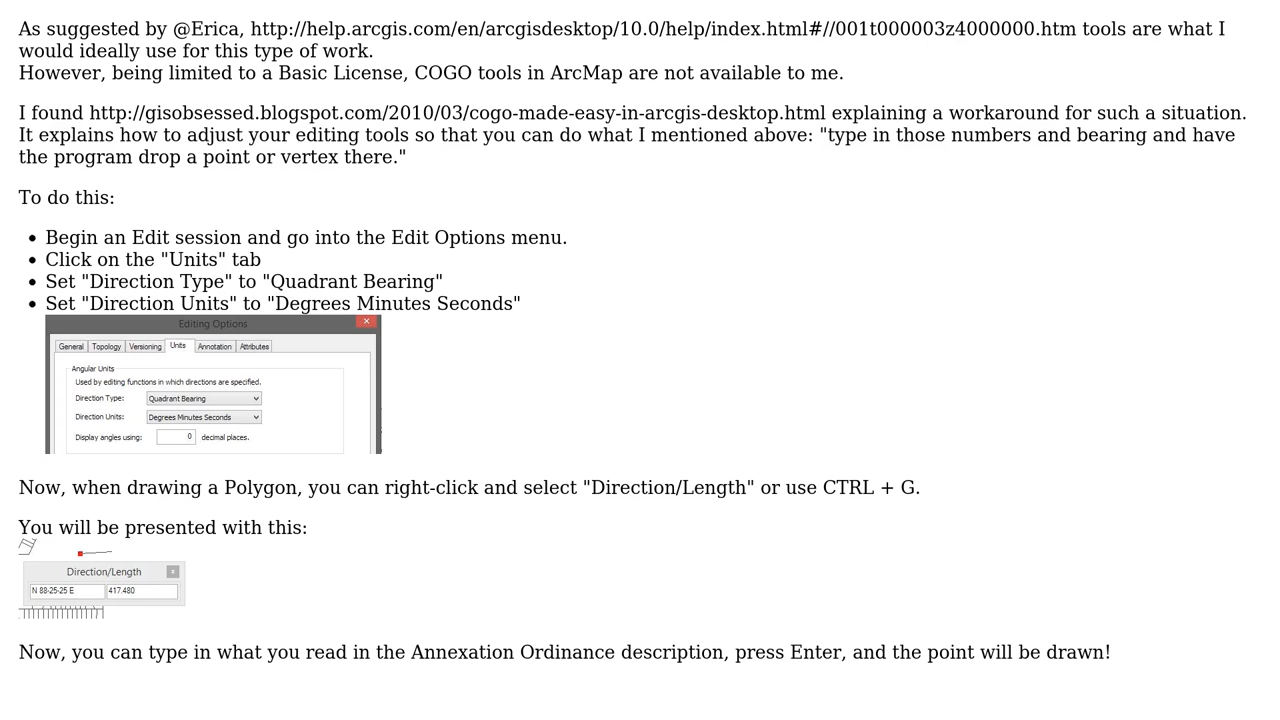 As suggested by @Erica, http://help.arcgis.com/en/arcgisdesktop/10.0/help/index.html#//001t000003z4000000.htm tools are what I
would ideally use for this type of work.
However, being limited to a Basic License, COGO tools in ArcMap are not available to me.
I found http://gisobsessed.blogspot.com/2010/03/cogo-made-easy-in-arcgis-desktop.html explaining a workaround for such a situation.
It explains how to adjust your editing tools so that you can do what I mentioned above: "type in those numbers and bearing and have
the program drop a point or vertex there."
To do this:
• Begin an Edit session and go into the Edit Options menu.
• Click on the "Units" tab
• Set "Direction Type" to "Quadrant Bearing"
• Set "Direction Units" to "Degrees Minutes Seconds"
Editing Options
General Topology Versioning Units Annotation Attributes
Angular Units
Used by editing functions in which directions are specified.
Direction Type: Quadrant Bearing
Direction Units: Degrees Minutes Seconds
Display angles using: 0 decimal places.
Now, when drawing a Polygon, you can right-click and select "Direction/Length" or use CTRL + G.
You will be presented with this:
Direction/Length
N 88-25-25 E 417.480
Now, you can type in what you read in the Annexation Ordinance description, press Enter, and the point will be drawn!